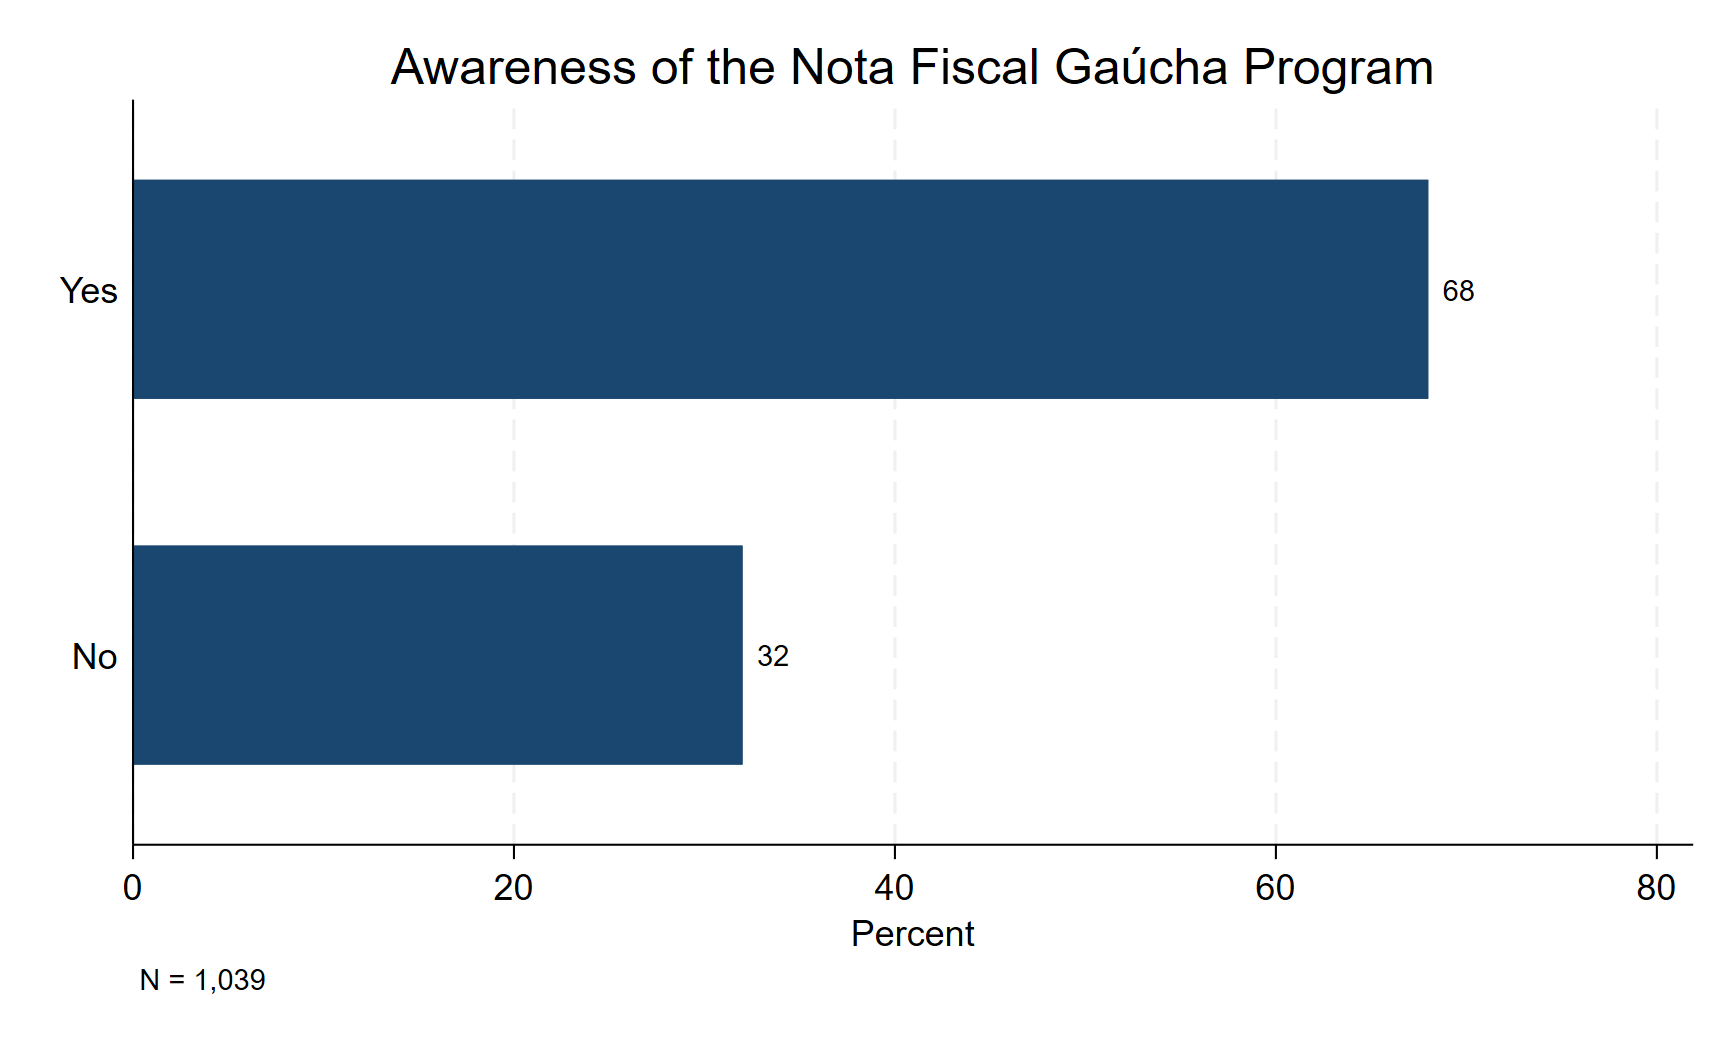 Awareness of the Nota Fiscal Gaúcha Program
Yes
68
No
32
0 20 40 60 80
Percent
N = 1,039